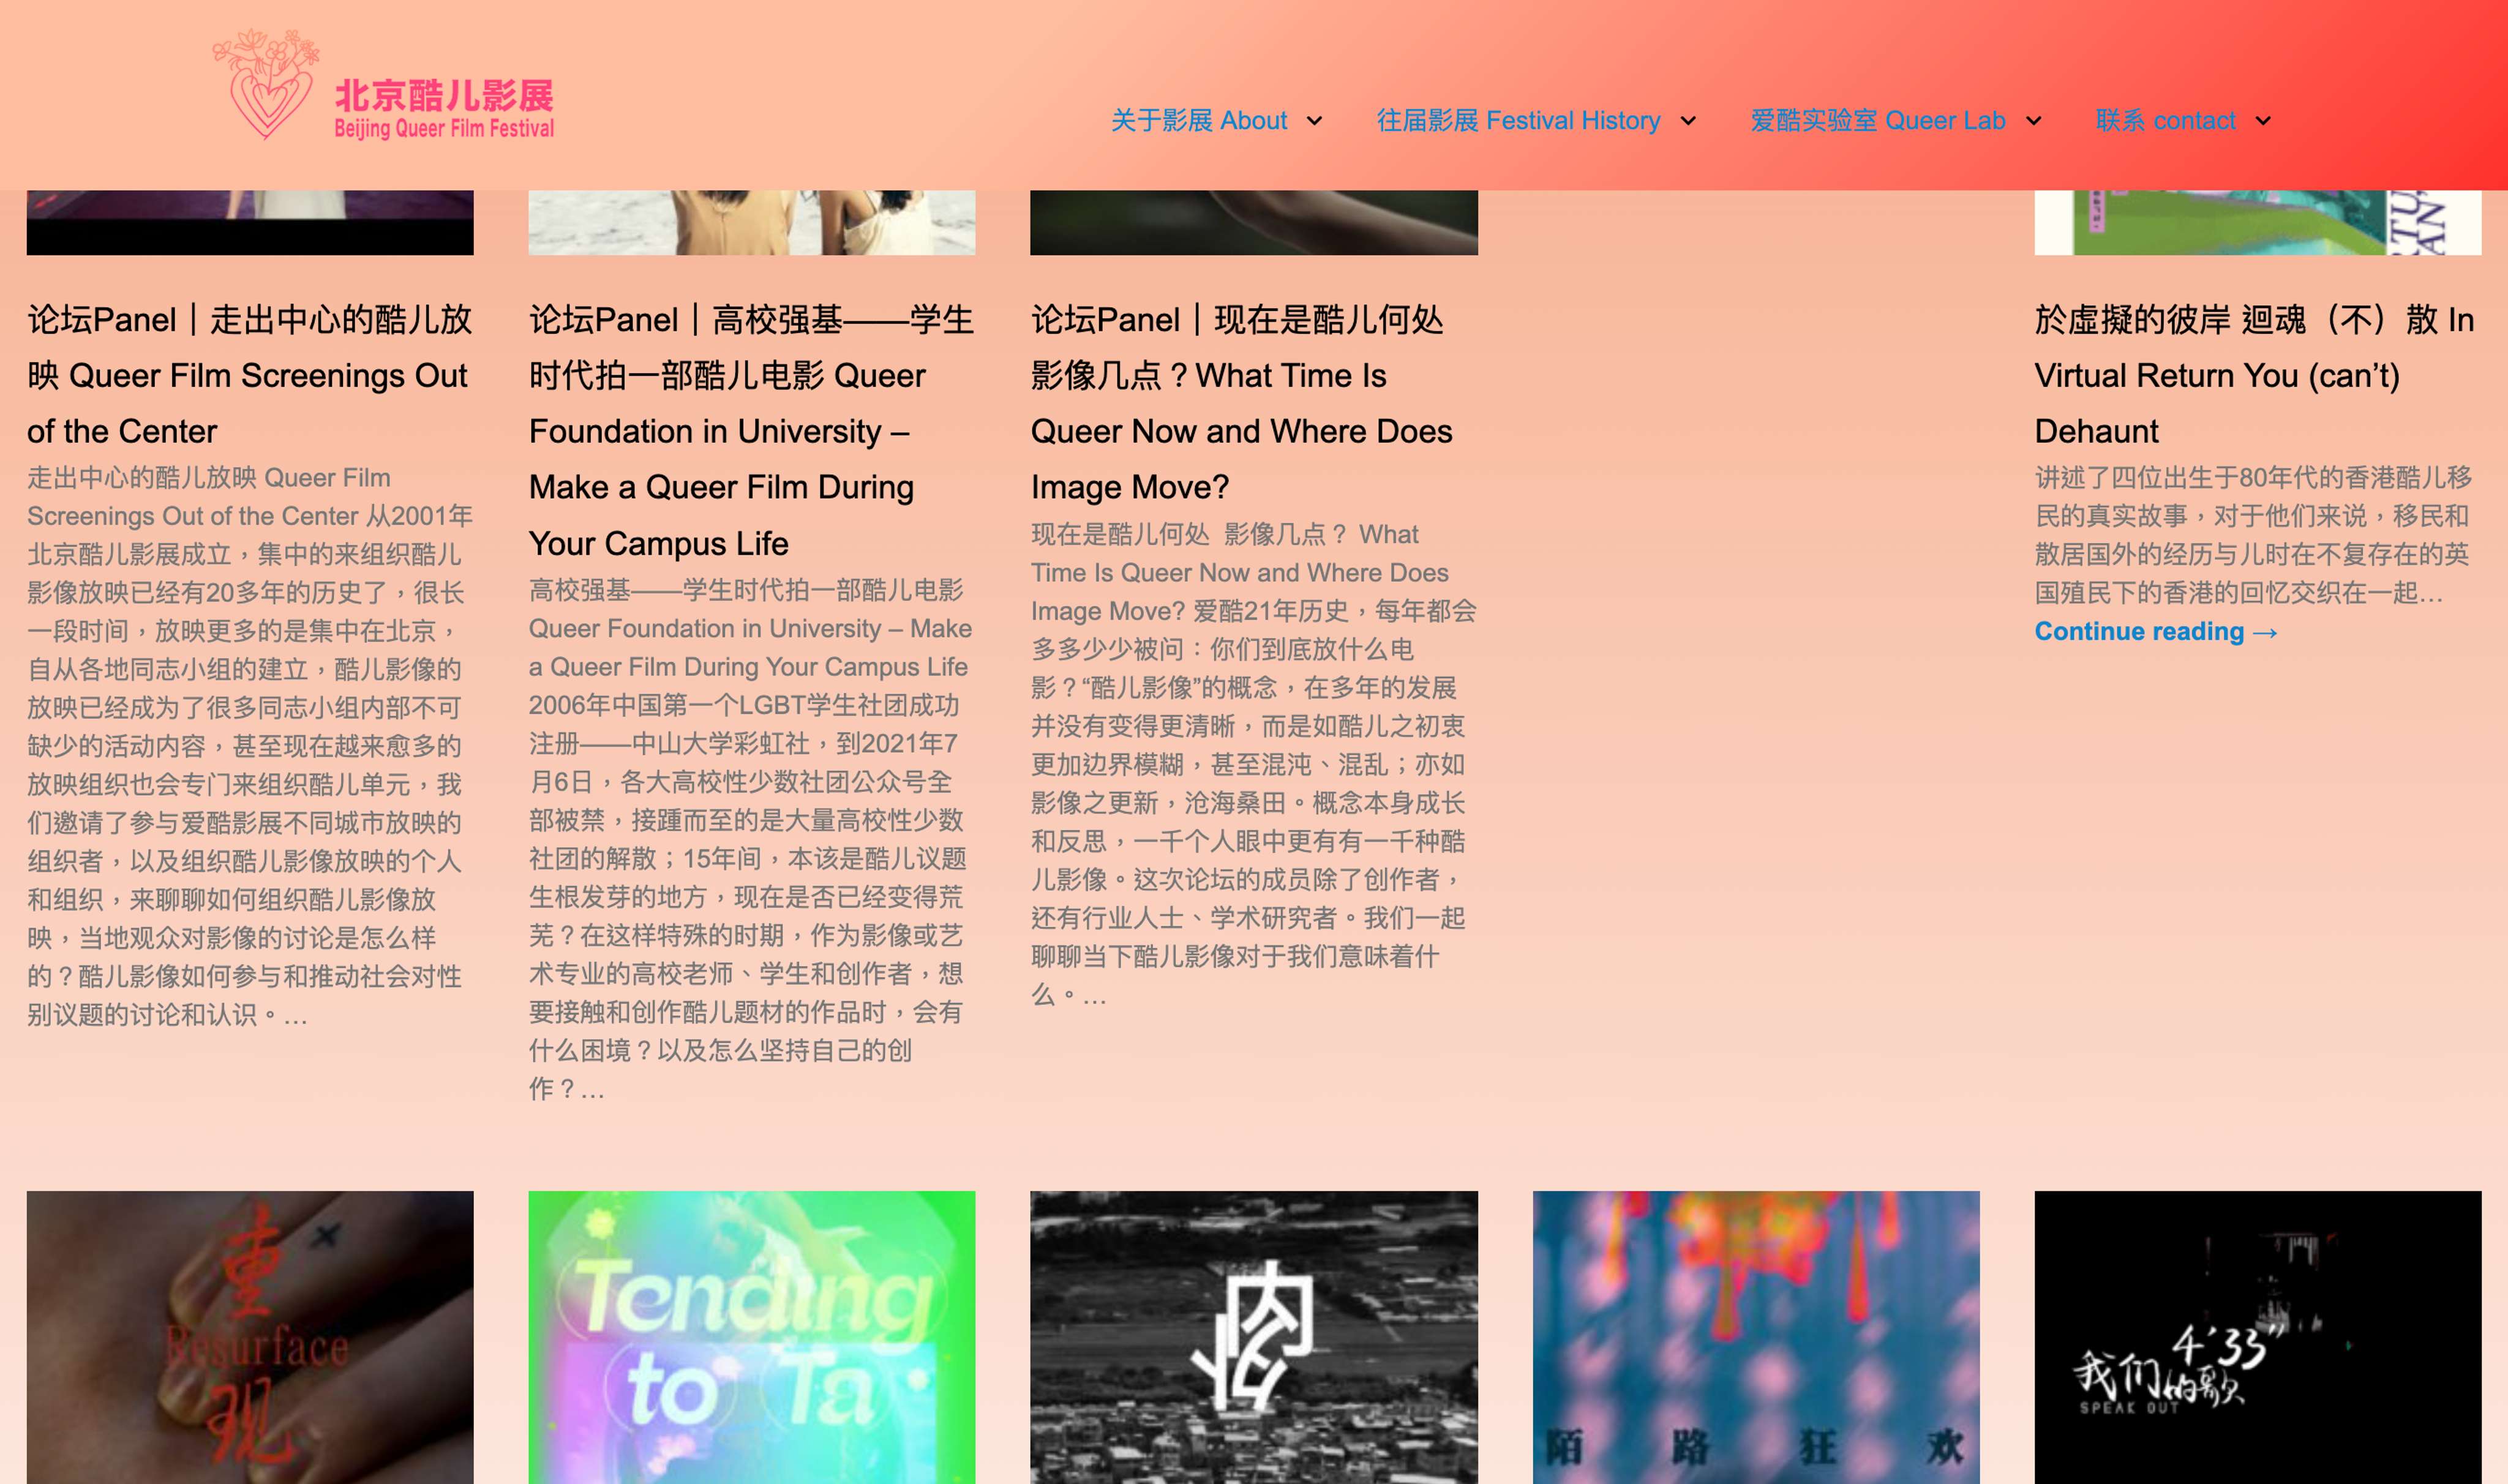 北京酷儿影展
Beijing Queer Film Festival
关于影展 About
往届影展 Festival History
爱酷实验室 Queer Lab
联系 contact
论坛Panel｜走出中心的酷儿放
映 Queer Film Screenings Out
of the Center
走出中心的酷儿放映 Queer Film
Screenings Out of the Center 从2001年
北京酷儿影展成立，集中的来组织酷儿
影像放映已经有20多年的历史了，很长
一段时间，放映更多的是集中在北京，
自从各地同志小组的建立，酷儿影像的
放映已经成为了很多同志小组内部不可
缺少的活动内容，甚至现在越来愈多的
放映组织也会专门来组织酷儿单元，我
们邀请了参与爱酷影展不同城市放映的
组织者，以及组织酷儿影像放映的个人
和组织，来聊聊如何组织酷儿影像放
映，当地观众对影像的讨论是怎么样
的？酷儿影像如何参与和推动社会对性
别议题的讨论和认识。…
论坛Panel｜高校强基——学生
时代拍一部酷儿电影 Queer
Foundation in University –
Make a Queer Film During
Your Campus Life
高校强基——学生时代拍一部酷儿电影
Queer Foundation in University – Make
a Queer Film During Your Campus Life
2006年中国第一个LGBT学生社团成功
注册——中山大学彩虹社，到2021年7
月6日，各大高校性少数社团公众号全
部被禁，接踵而至的是大量高校性少数
社团的解散；15年间，本该是酷儿议题
生根发芽的地方，现在是否已经变得荒
芜？在这样特殊的时期，作为影像或艺
术专业的高校老师、学生和创作者，想
要接触和创作酷儿题材的作品时，会有
什么困境？以及怎么坚持自己的创
作？…
论坛Panel｜现在是酷儿何处
影像几点？What Time Is
Queer Now and Where Does
Image Move?
现在是酷儿何处  影像几点？ What
Time Is Queer Now and Where Does
Image Move? 爱酷21年历史，每年都会
多多少少被问：你们到底放什么电
影？“酷儿影像”的概念，在多年的发展
并没有变得更清晰，而是如酷儿之初衷
更加边界模糊，甚至混沌、混乱；亦如
影像之更新，沧海桑田。概念本身成长
和反思，一千个人眼中更有有一千种酷
儿影像。这次论坛的成员除了创作者，
还有行业人士、学术研究者。我们一起
聊聊当下酷儿影像对于我们意味着什
么。…
於虛擬的彼岸 迴魂（不）散 In
Virtual Return You (can’t)
Dehaunt
讲述了四位出生于80年代的香港酷儿移
民的真实故事，对于他们来说，移民和
散居国外的经历与儿时在不复存在的英
国殖民下的香港的回忆交织在一起…
Continue reading →
重
Resurface
现
Tending
to Ta
陌路狂欢
4'33"
我们的歌
SPEAK OUT